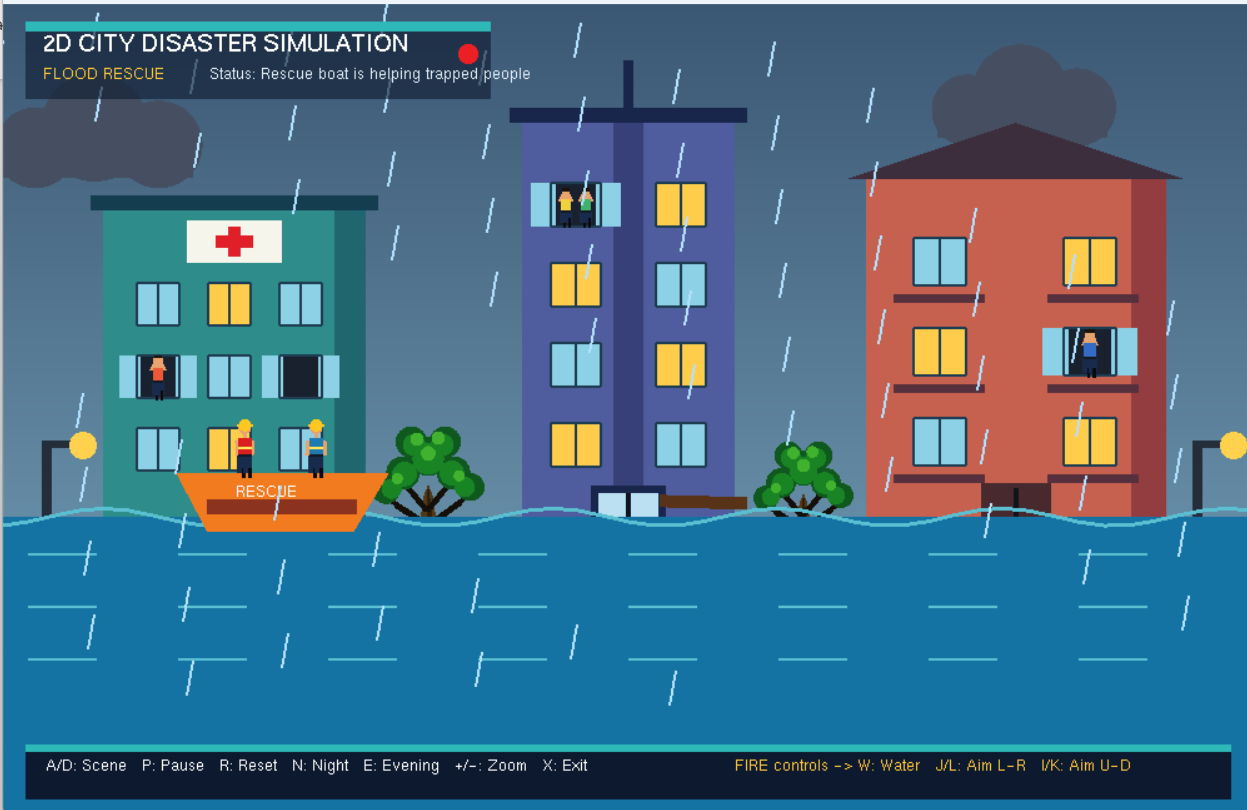 2D CITY DISASTER SIMULATION
FLOOD RESCUE Status: Rescue boat is helping trapped people
RESCUE
A/D: Scene P: Pause R: Reset N: Night E: Evening +/-: Zoom X: Exit FIRE controls -> W: Water J/L: Aim L-R I/K: Aim U-D